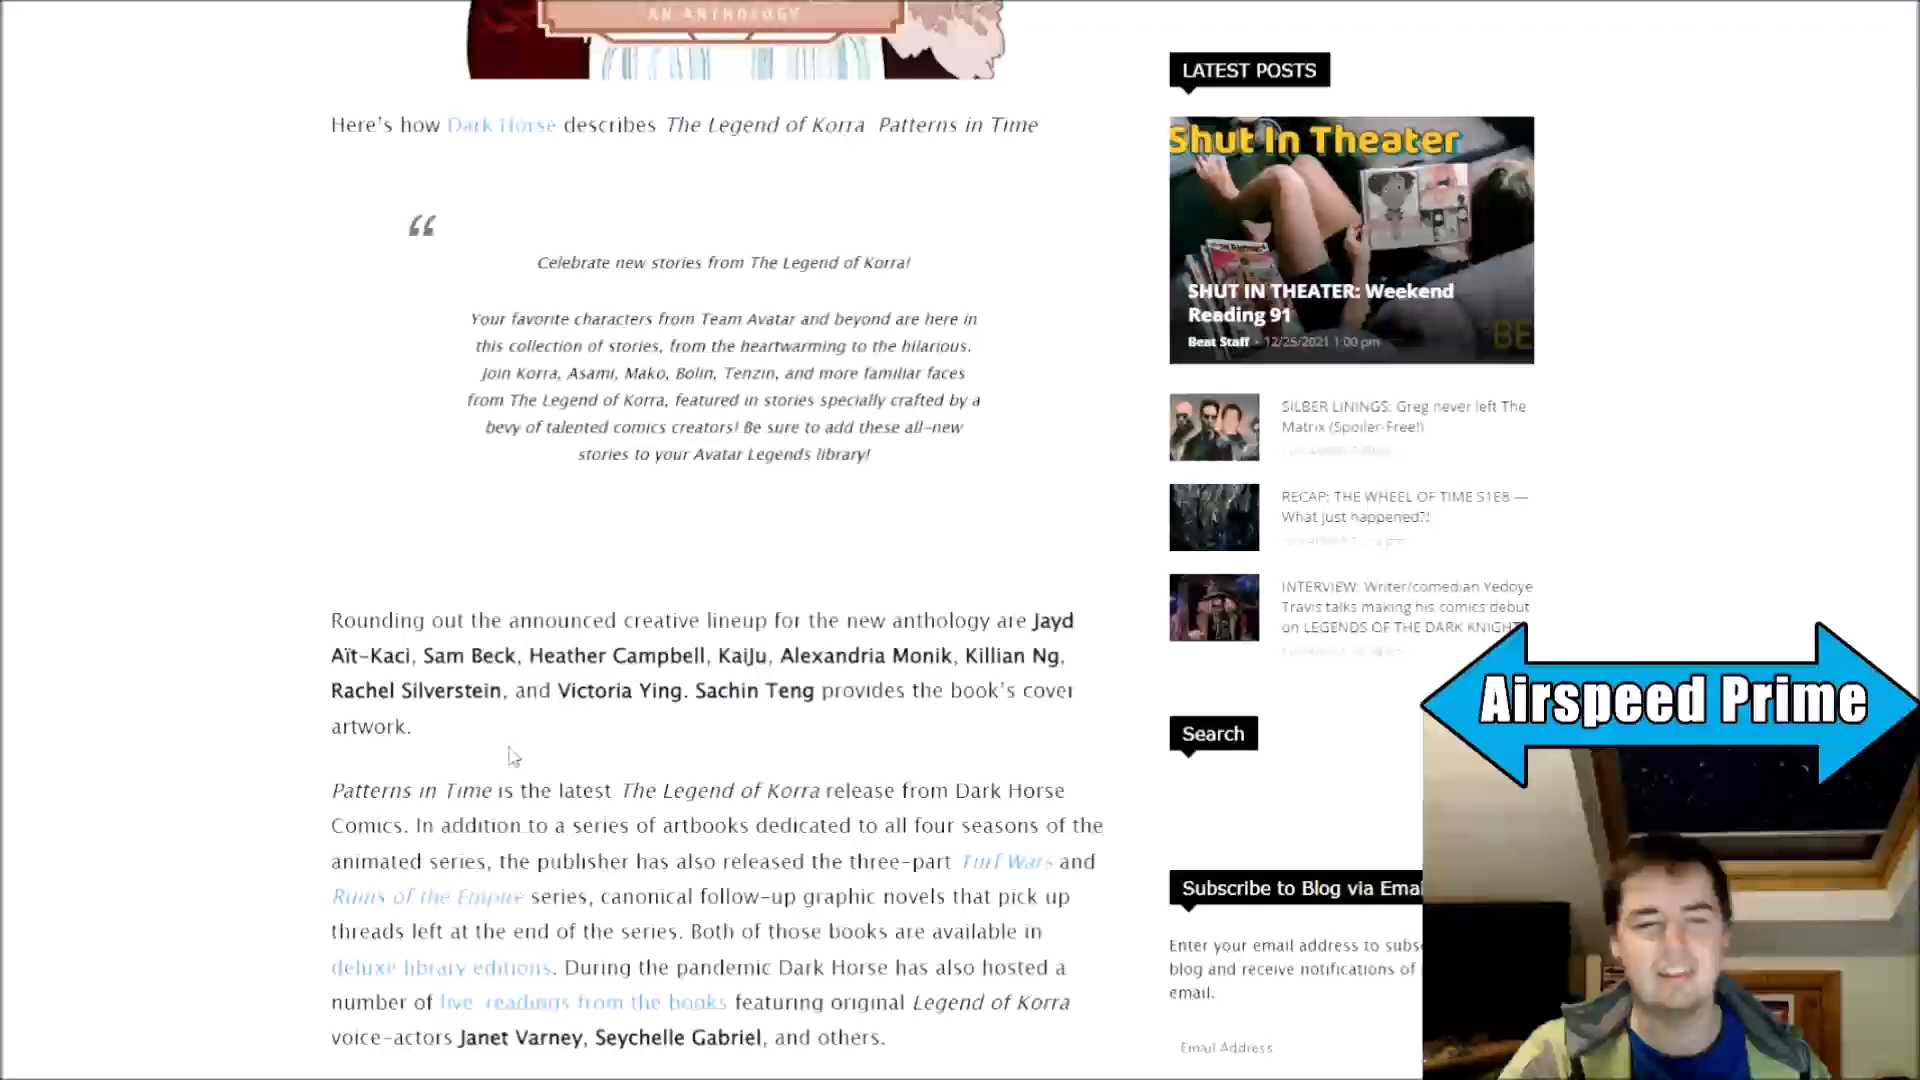 AN ANTHOLOGY
Here's how Dark Horse describes The Legend of Korra Patterns in Time
“
Celebrate new stories from The Legend of Korra!
Your favorite characters from Team Avatar and beyond are here in
this collection of stories, from the heartwarming to the hilarious.
Join Korra, Asami, Mako, Bolin, Tenzin, and more familiar faces
from The Legend of Korra, featured in stories specially crafted by a
bevy of talented comics creators! Be sure to add these all-new
stories to your Avatar Legends library!
Rounding out the announced creative lineup for the new anthology are Jayd
Aït-Kaci, Sam Beck, Heather Campbell, KaiJu, Alexandria Monik, Killian Ng,
Rachel Silverstein, and Victoria Ying. Sachin Teng provides the book's cover
artwork.
Patterns in Time is the latest The Legend of Korra release from Dark Horse
Comics. In addition to a series of artbooks dedicated to all four seasons of the
animated series, the publisher has also released the three-part Turf Wars and
Ruins of the Empire series, canonical follow-up graphic novels that pick up
threads left at the end of the series. Both of those books are available in
deluxe library editions. During the pandemic Dark Horse has also hosted a
number of live readings from the books featuring original Legend of Korra
voice-actors Janet Varney, Seychelle Gabriel, and others.
LATEST POSTS
Shut In Theater
SHUT IN THEATER: Weekend
Reading 91
Beat Staff - 12/25/2021 1:00 pm
BE
SILBER LININGS: Greg never left The
Matrix (Spoiler-Free!)
RECAP: THE WHEEL OF TIME S1E8 —
What just happened?!
INTERVIEW: Writer/comedian Yedoye
Travis talks making his comics debut
on LEGENDS OF THE DARK KNIGHT
Airspeed Prime
Search
Subscribe to Blog via Emai
Enter your email address to subs
blog and receive notifications of
email.
Email Address